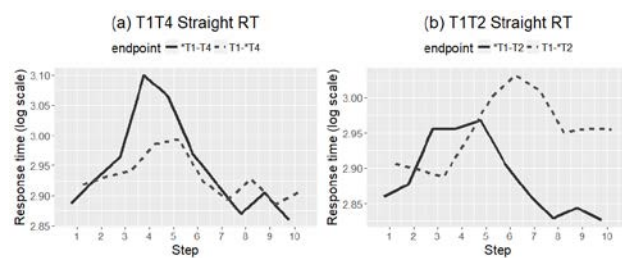 (a) T1T4 Straight RT
endpoint *T1-T4 T1-*T4
Response time (log scale)
3.10
3.05
3.00
2.95
2.90
2.85
1 2 3 4 5 6 7 8 9 10
Step
(b) T1T2 Straight RT
endpoint *T1-T2 T1-*T2
Response time (log scale)
3.00
2.95
2.90
2.85
1 2 3 4 5 6 7 8 9 10
Step